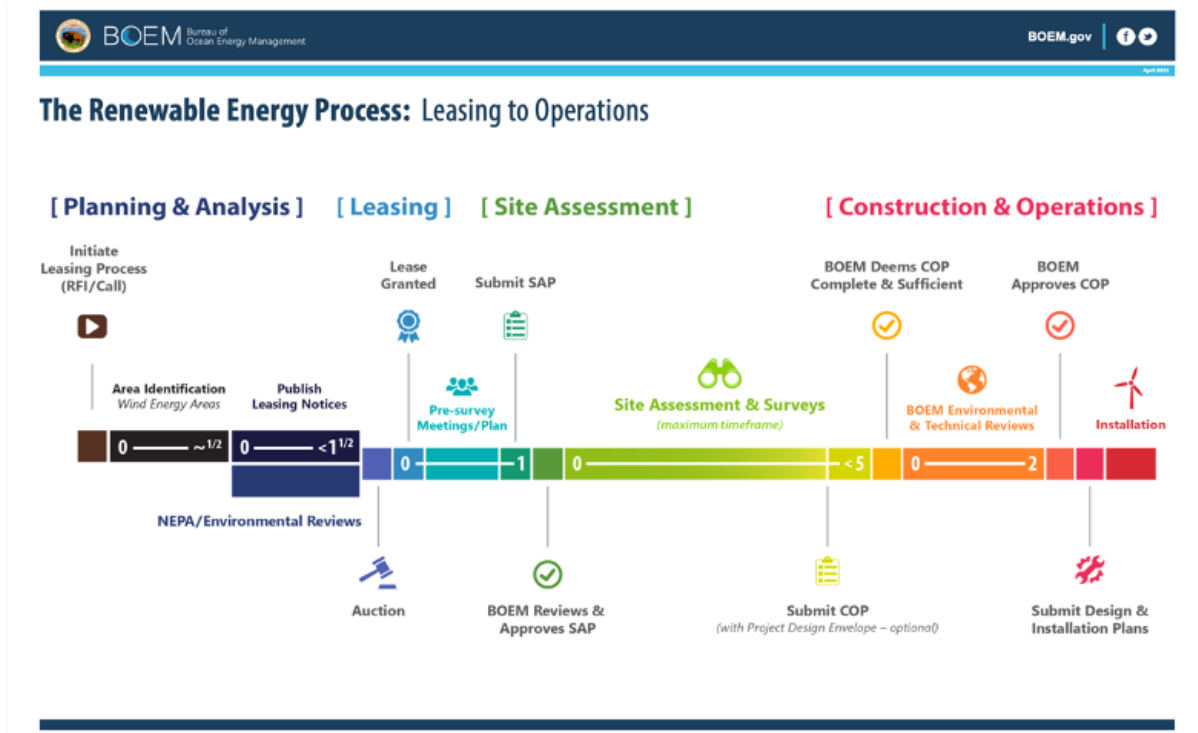 BOEM Bureau of
Ocean Energy Management
BOEM.gov
April 2022
The Renewable Energy Process: Leasing to Operations
[ Planning & Analysis ] [ Leasing ] [ Site Assessment ] [ Construction & Operations ]
Initiate
Leasing Process
(RFI/Call)
Lease
Granted
Submit SAP
BOEM Deems COP
Complete & Sufficient
BOEM
Approves COP
Area Identification
Wind Energy Areas
Publish
Leasing Notices
Pre-survey
Meetings/Plan
Site Assessment & Surveys
(maximum timeframe)
BOEM Environmental
& Technical Reviews
Installation
0 ~1/2 0 <1 1/2 0 1 0 <5 0 2
NEPA/Environmental Reviews
Auction
BOEM Reviews &
Approves SAP
Submit COP
(with Project Design Envelope – optional)
Submit Design &
Installation Plans